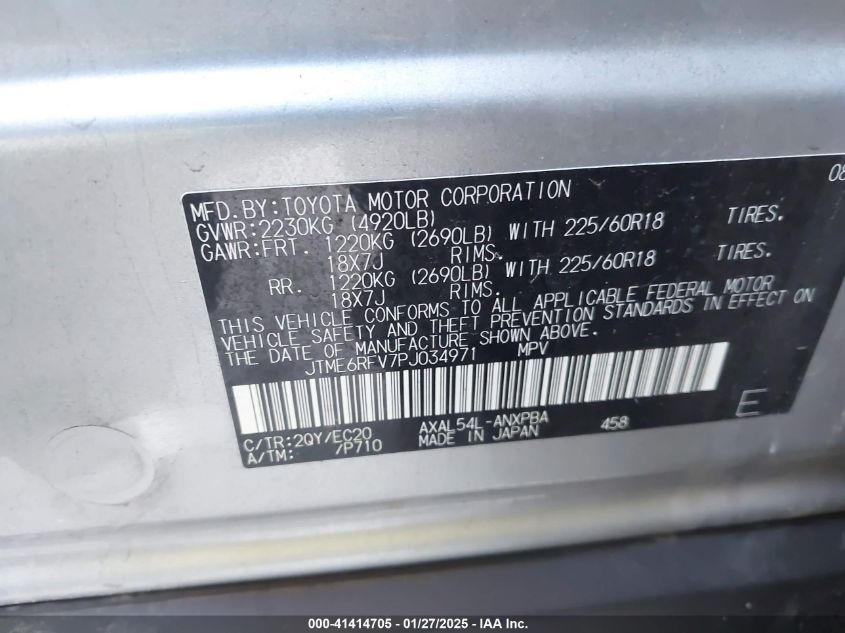 08
MFD.BY:TOYOTA MOTOR CORPORATION
GVWR:2230KG (4920LB)
GAWR:FRT. 1220KG (2690LB) WITH 225/60R18 TIRES.
18X7J RIMS.
RR. 1220KG (2690LB) WITH 225/60R18 TIRES.
18X7J RIMS.
THIS VEHICLE CONFORMS TO ALL APPLICABLE FEDERAL MOTOR
VEHICLE SAFETY AND THEFT PREVENTION STANDARDS IN EFFECT ON
THE DATE OF MANUFACTURE SHOWN ABOVE.
JTME6RFV7PJ034971 MPV
C/TR:2QY/EC20 AXAL54L-ANXPBA 458 E
A/TM: /P710 MADE IN JAPAN
000-41414705 - 01/27/2025 - IAA Inc.